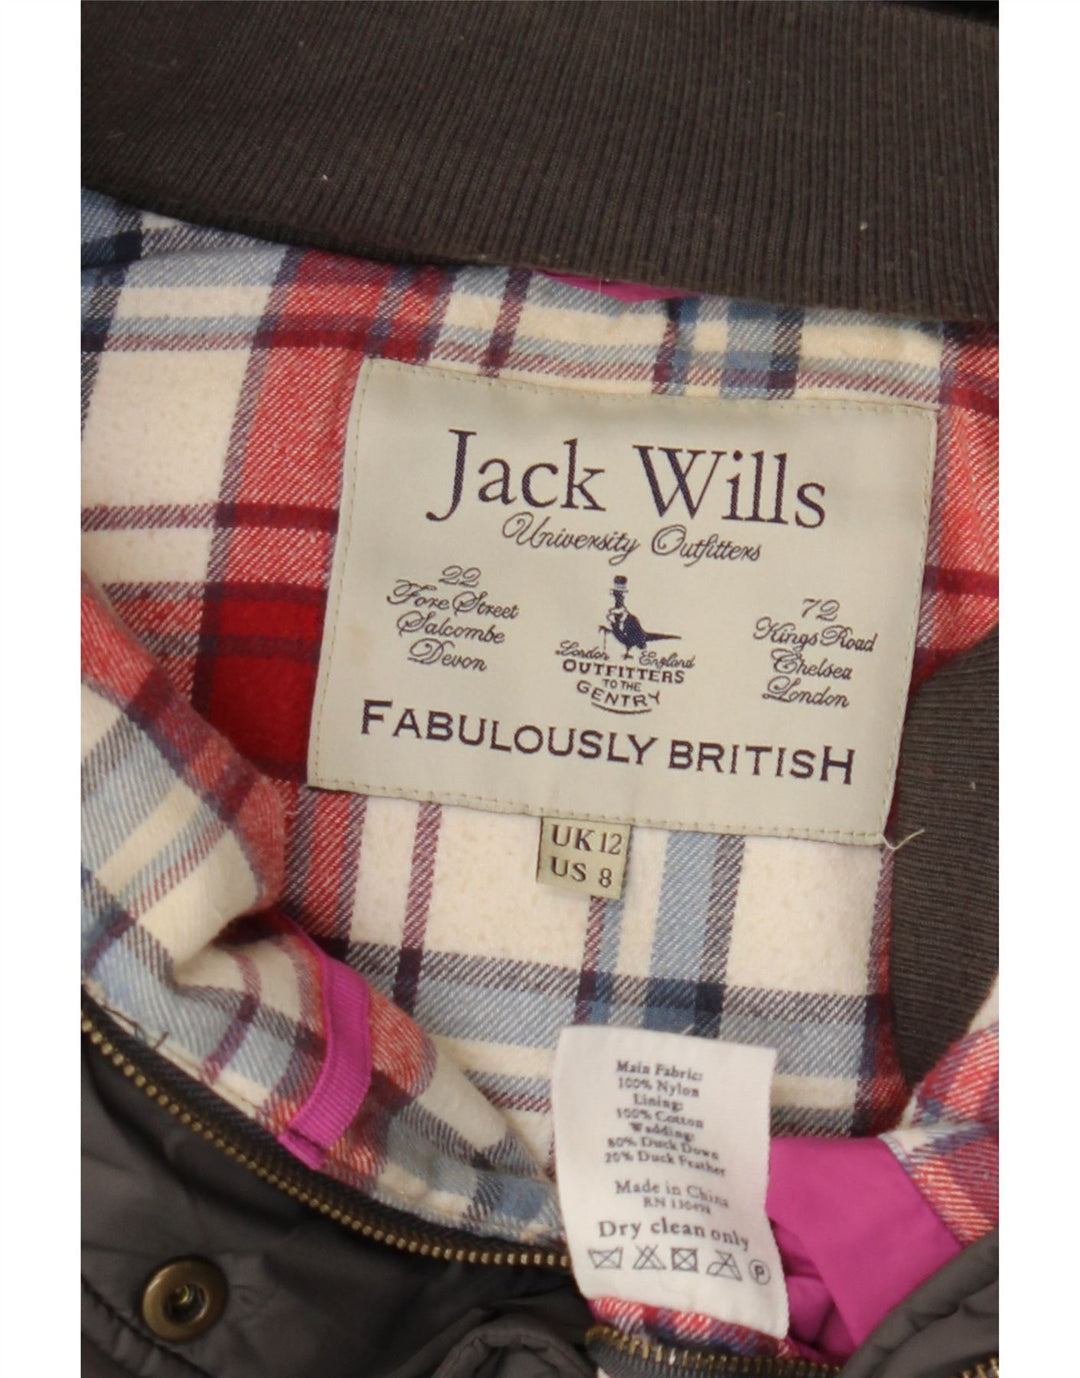 Jack Wills
University Outfitters
22
Fore Street
Salcombe
Devon
London England
OUTFITTERS
TO THE
GENTRY
72
Kings Road
Chelsea
London
FABULOUSLY BRITISH
UK 12
US 8
Main Fabric:
100% Nylon
Lining:
100% Cotton
Wadding:
80% Duck Down
20% Duck Feather
Made in China
RN
Dry clean only
P